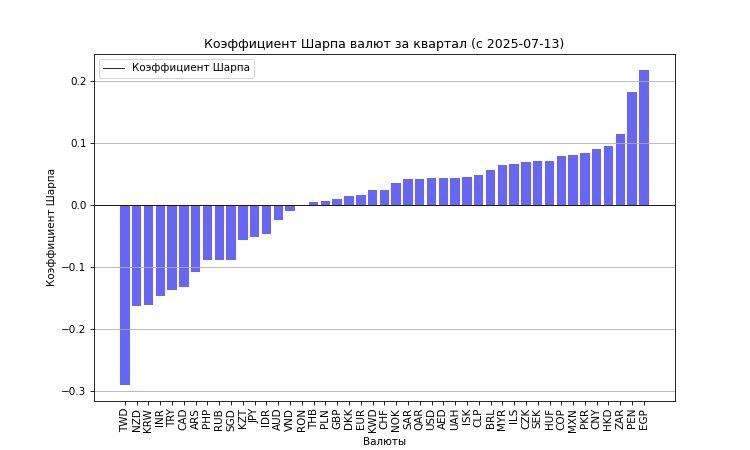 Коэффициент Шарпа валют за квартал (с 2025-07-13)
Коэффициент Шарпа
Коэффициент Шарпа
0.2
0.1
0.0
−0.1
−0.2
−0.3
TWD NZD KRW INR TRY CAD ARS PHP RUB SGD KZT JPY IDR AUD VND RON THB PLN GBP DKK EUR KWD CHF NOK SAR QAR USD AED UAH ISK CLP BRL MYR ILS CZK SEK HUF COP MXN PKR CNY HKD ZAR PEN EGP
Валюты